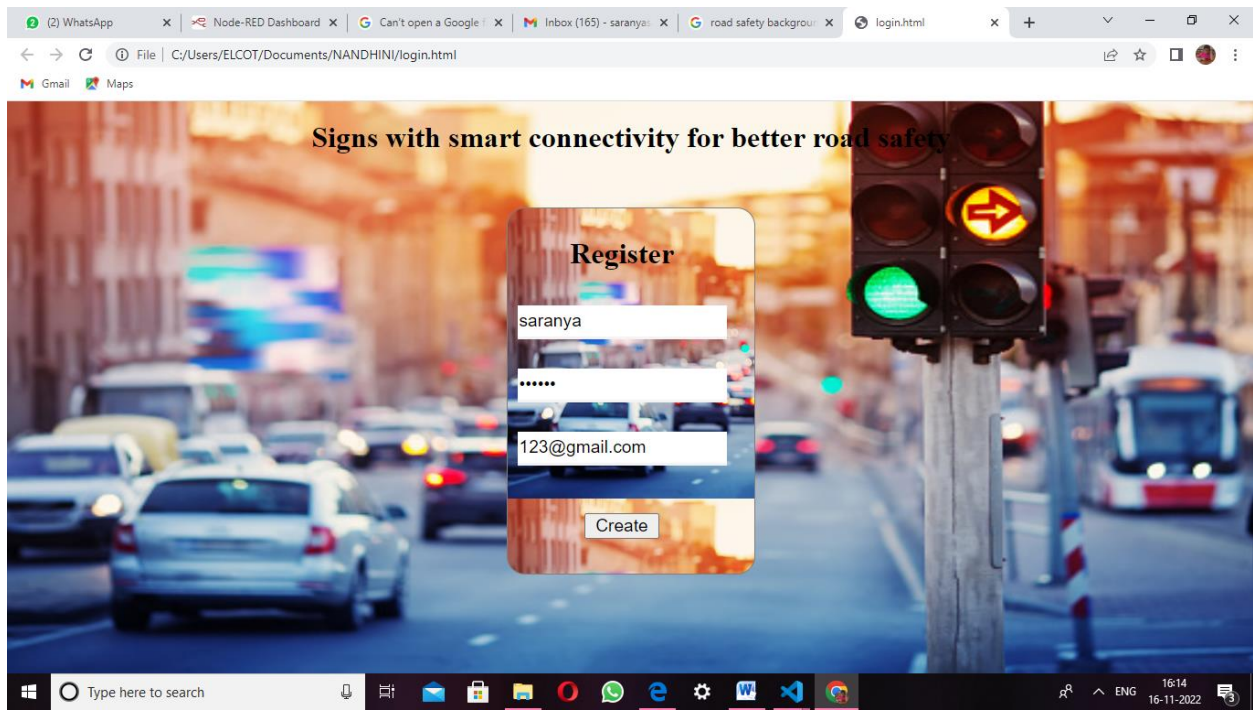 (2) WhatsApp
Node-RED Dashboard
Can't open a Google f
Inbox (165) - saranyas
road safety backgrour
login.html
File
C:/Users/ELCOT/Documents/NANDHINI/login.html
Gmail
Maps
Signs with smart connectivity for better road safety
Register
saranya
••••••
123@gmail.com
Create
Type here to search
ENG
16:14
16-11-2022
3